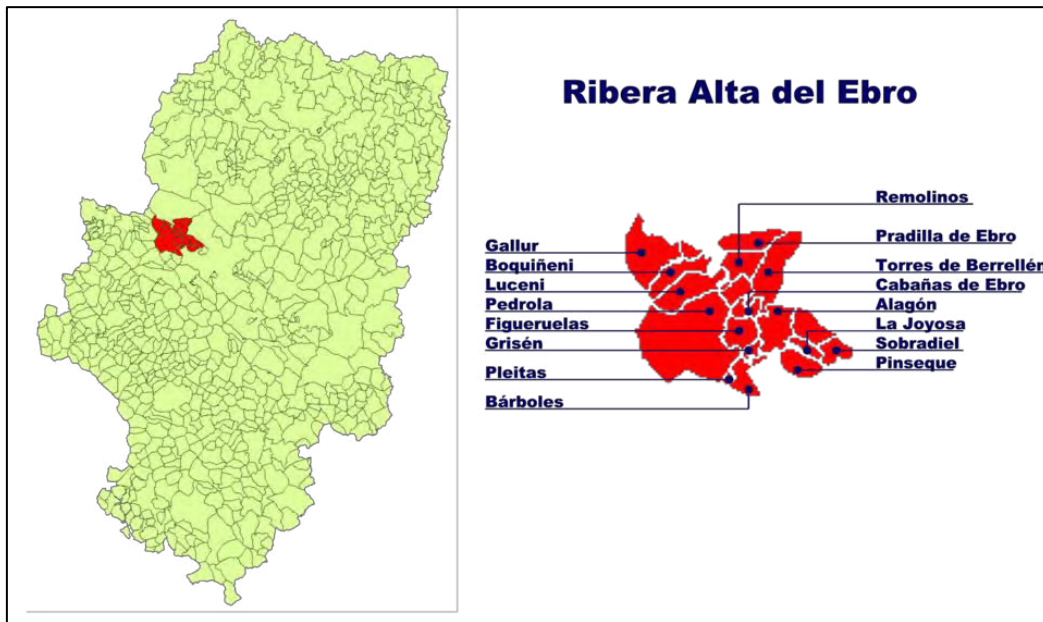 Ribera Alta del Ebro
Remolinos
Gallur
Pradilla de Ebro
Boquiñeni
Torres de Berrellén
Luceni
Cabañas de Ebro
Pedrola
Alagón
Figueruelas
La Joyosa
Grisén
Sobradiel
Pinseque
Pleitas
Bárboles